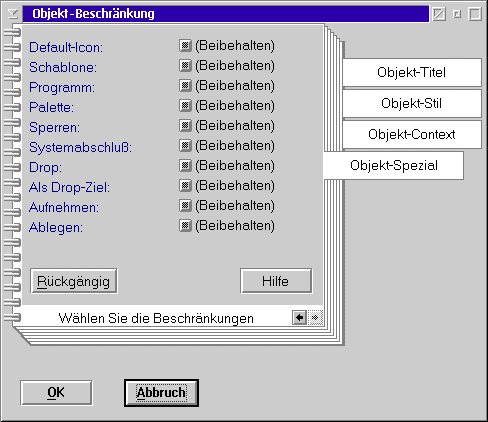 Objekt-Beschränkung
Default-Icon: (Beibehalten)
Schablone: (Beibehalten)
Programm: (Beibehalten)
Palette: (Beibehalten)
Sperren: (Beibehalten)
Systemabschluß: (Beibehalten)
Drop: (Beibehalten)
Als Drop-Ziel: (Beibehalten)
Aufnehmen: (Beibehalten)
Ablegen: (Beibehalten)
Objekt-Titel
Objekt-Stil
Objekt-Context
Objekt-Spezial
Rückgängig Hilfe
Wählen Sie die Beschränkungen
OK Abbruch